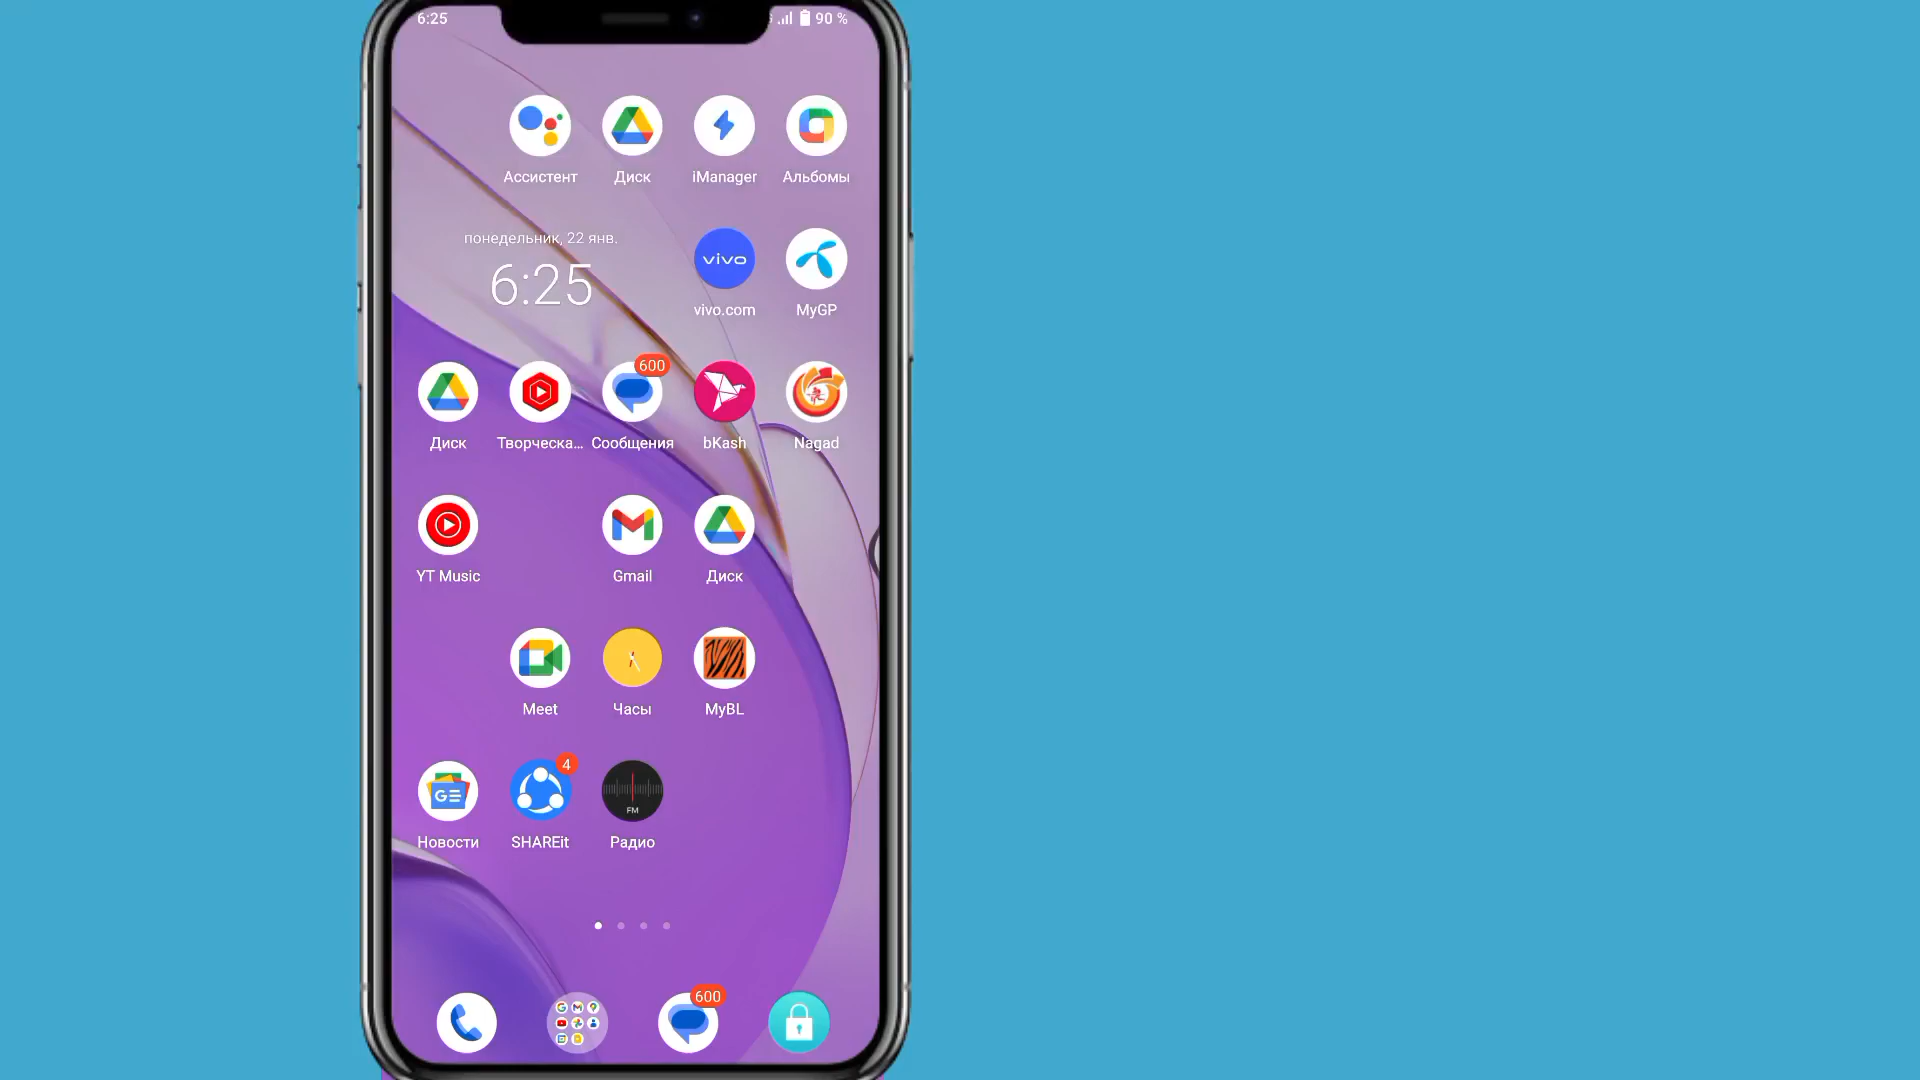 6:25
90 %
Ассистент
Диск
iManager
Альбомы
понедельник, 22 янв.
6:25
vivo
vivo.com
MyGP
600
Диск
Творческа...
Сообщения
bKash
Nagad
YT Music
Gmail
Диск
Meet
Часы
MyBL
GE
4
FM
Новости
SHAREit
Радио
600